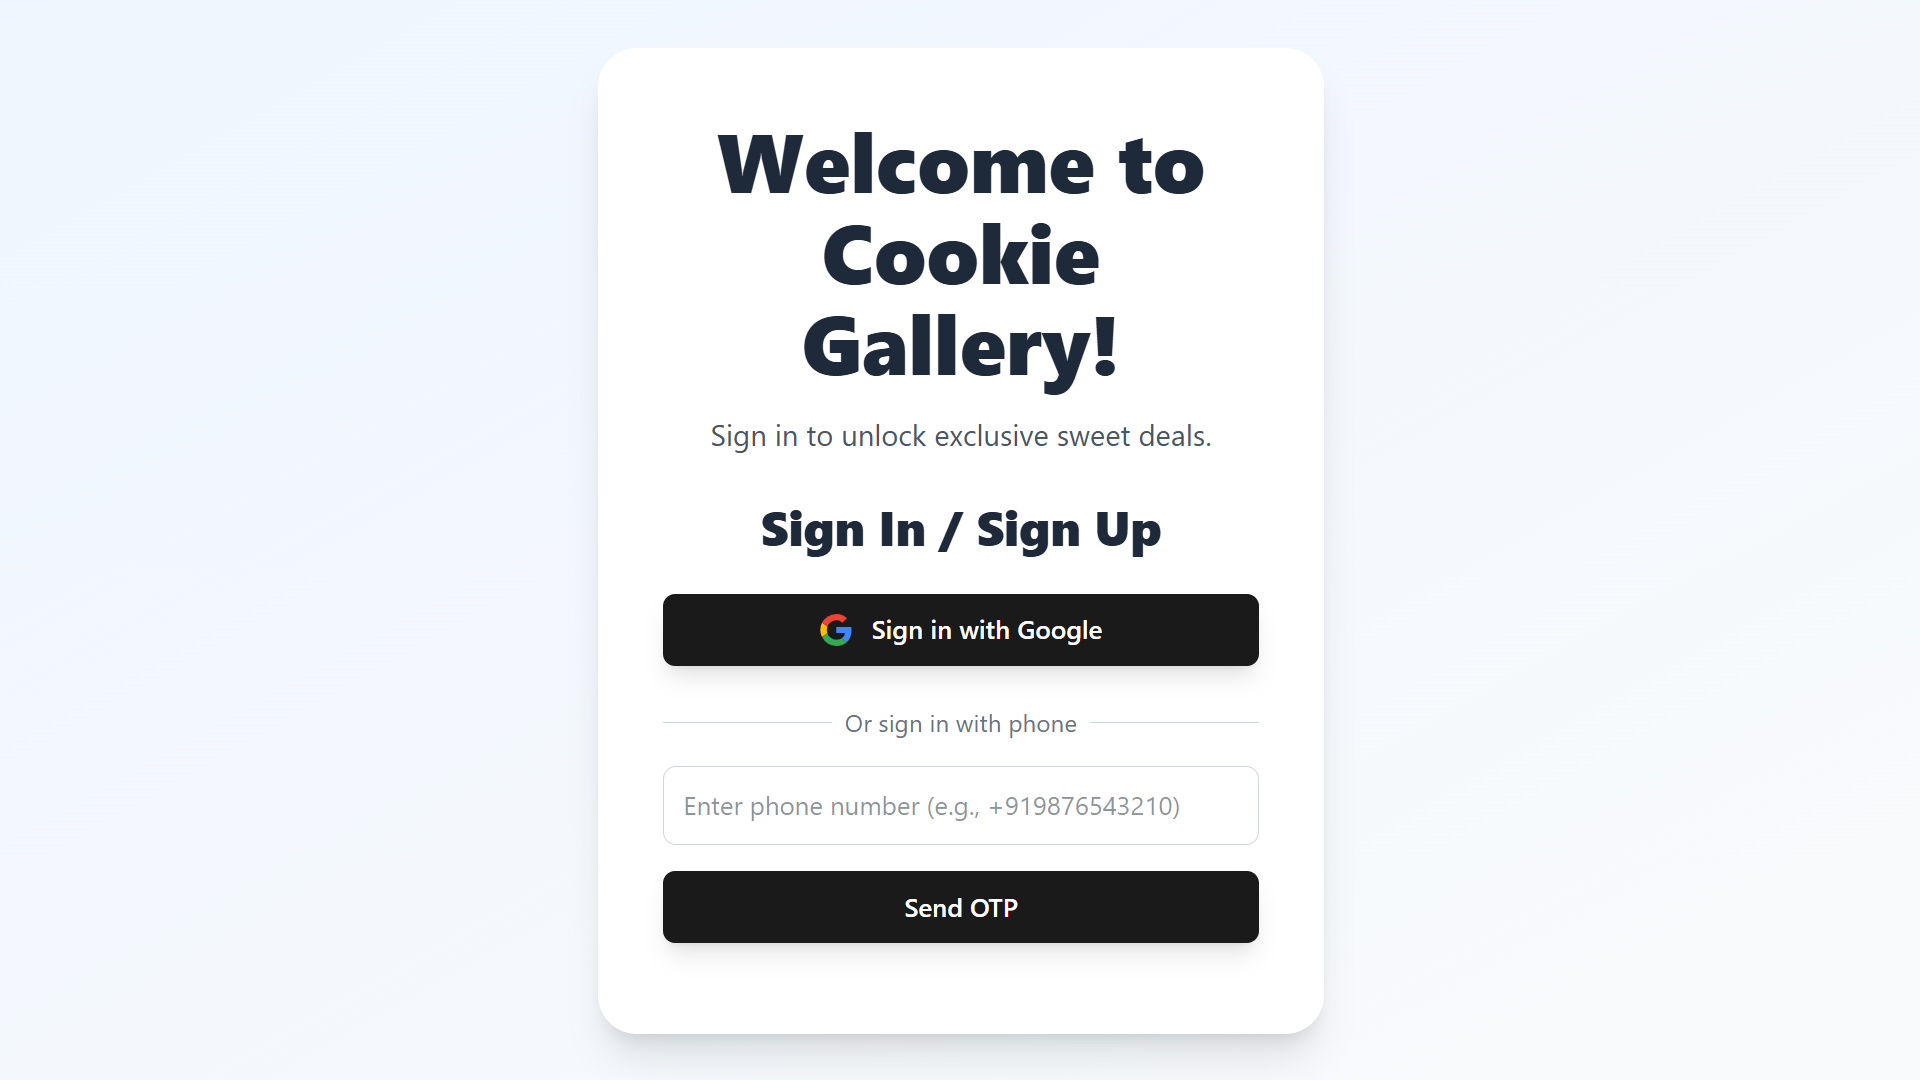 Welcome to
Cookie
Gallery!
Sign in to unlock exclusive sweet deals.
Sign In / Sign Up
Sign in with Google
Or sign in with phone
Enter phone number (e.g., +919876543210)
Send OTP